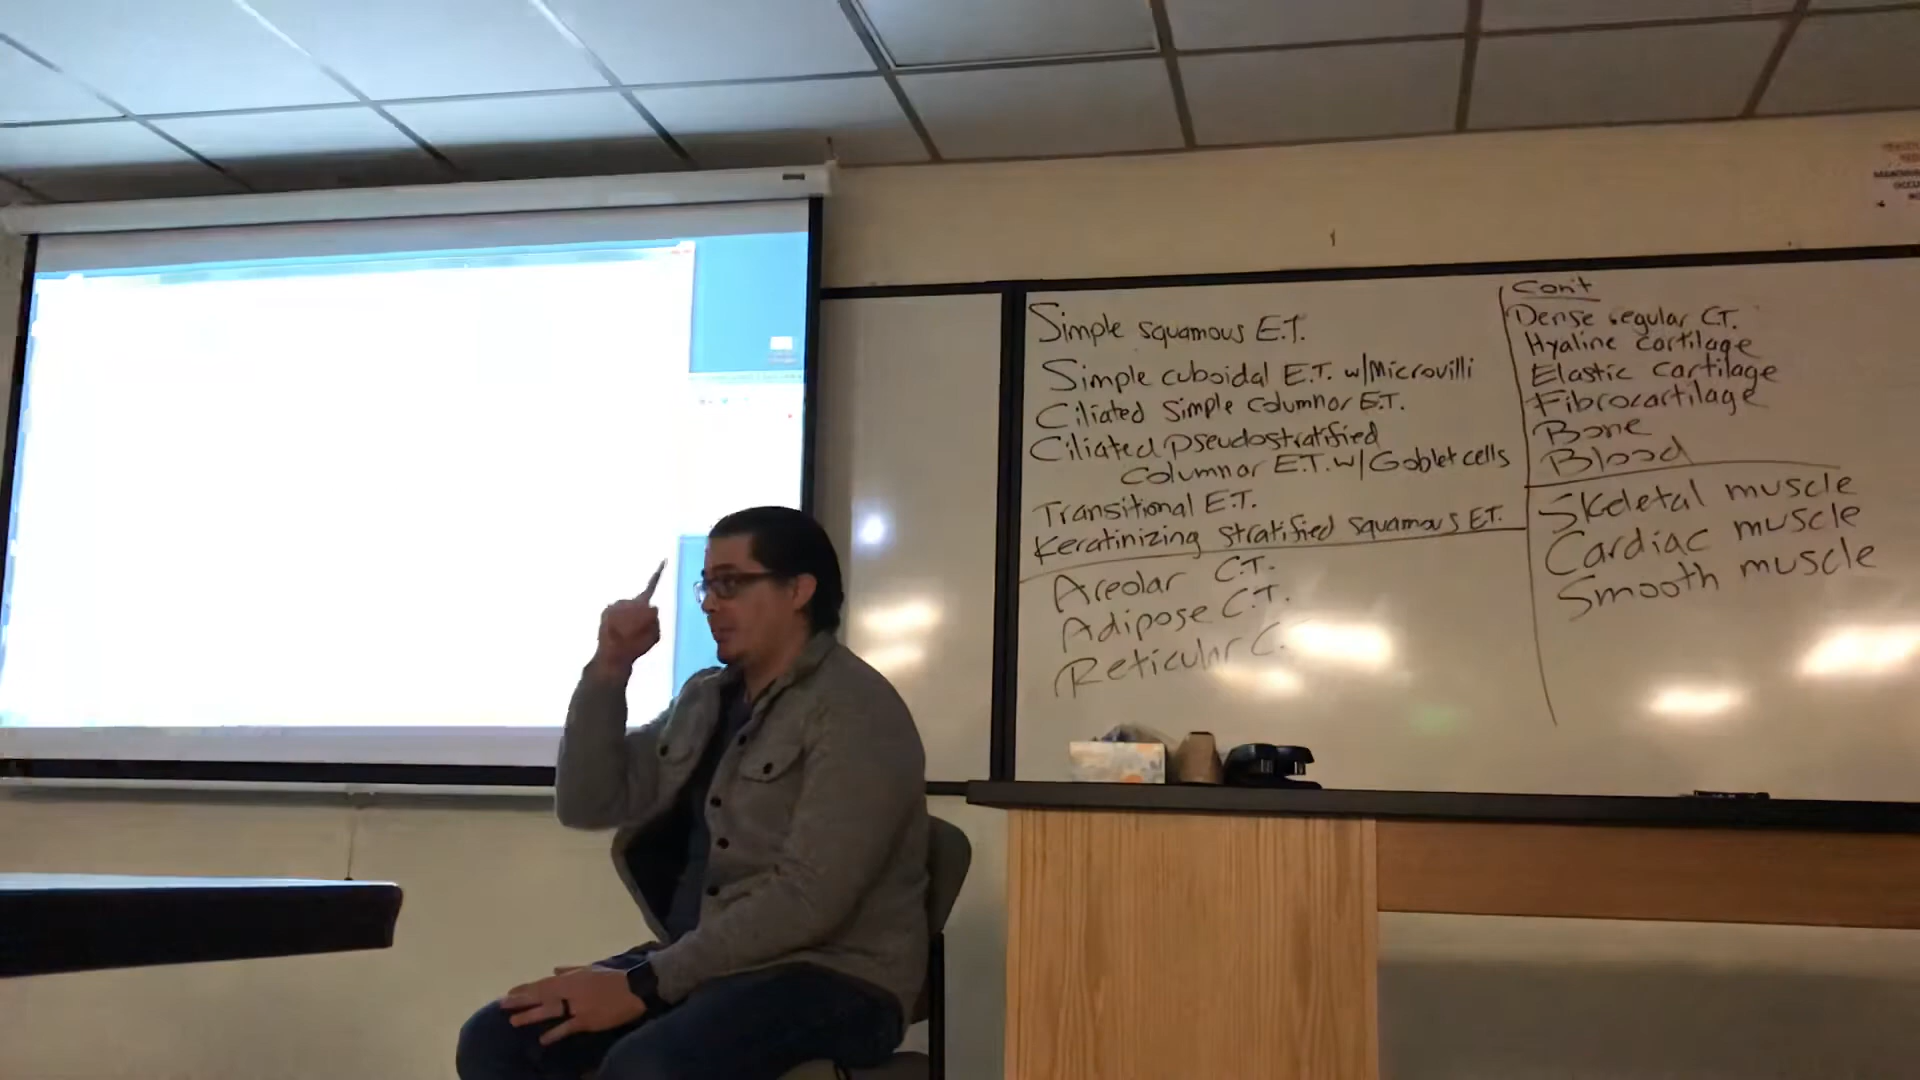 Simple squamous E.T.
Simple cuboidal E.T. w/Microvilli
Ciliated simple columnar E.T.
Ciliated pseudostratified
columnar E.T. w/Goblet cells
Transitional E.T.
Keratinizing stratified squamous E.T.
Areolar C.T.
Adipose C.T.
Reticular C.
Con't
Dense regular C.T.
Hyaline cartilage
Elastic cartilage
Fibrocartilage
Bone
Blood
Skeletal muscle
Cardiac muscle
Smooth muscle